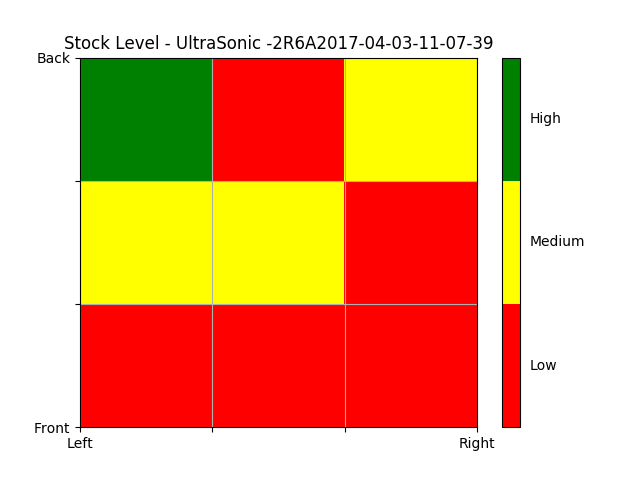 Stock Level - UltraSonic -2R6A2017-04-03-11-07-39
Back
High
Medium
Low
Front
Left
Right